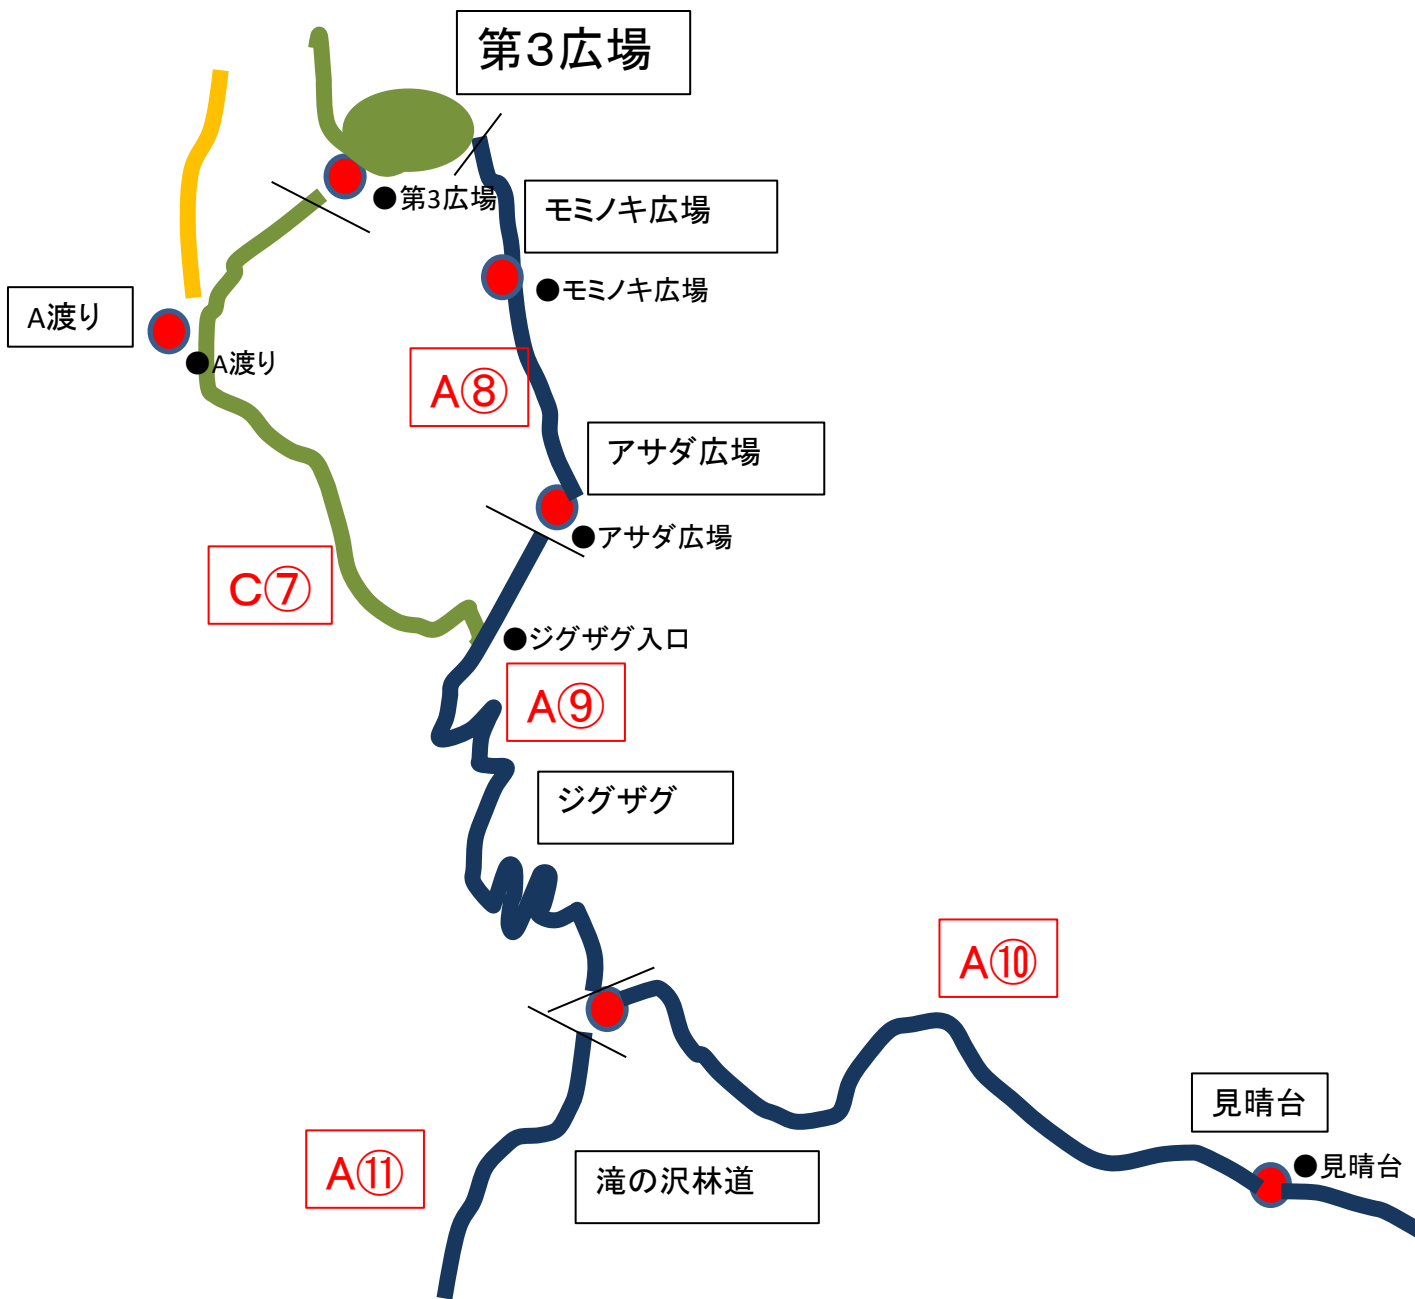 第3広場
●第3広場
モミノキ広場
●モミノキ広場
A渡り
●A渡り
A⑧
アサダ広場
●アサダ広場
C⑦
●ジグザグ入口
A⑨
ジグザグ
A⑩
見晴台
●見晴台
A⑪
滝の沢林道